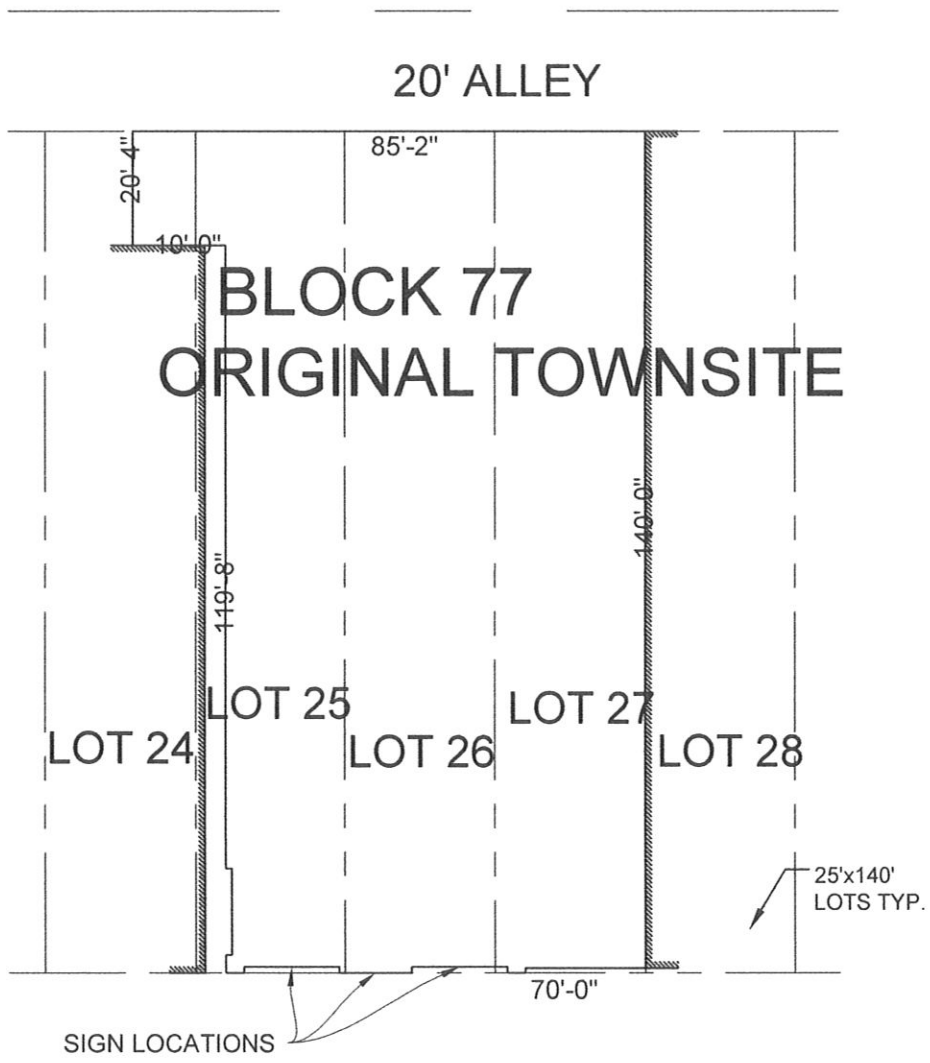 20' ALLEY
85'-2"
20'-4"
10'-0"
BLOCK 77
ORIGINAL TOWNSITE
140'-0"
119'-8"
LOT 25
LOT 27
LOT 24
LOT 26
LOT 28
25'x140'
LOTS TYP.
70'-0"
SIGN LOCATIONS